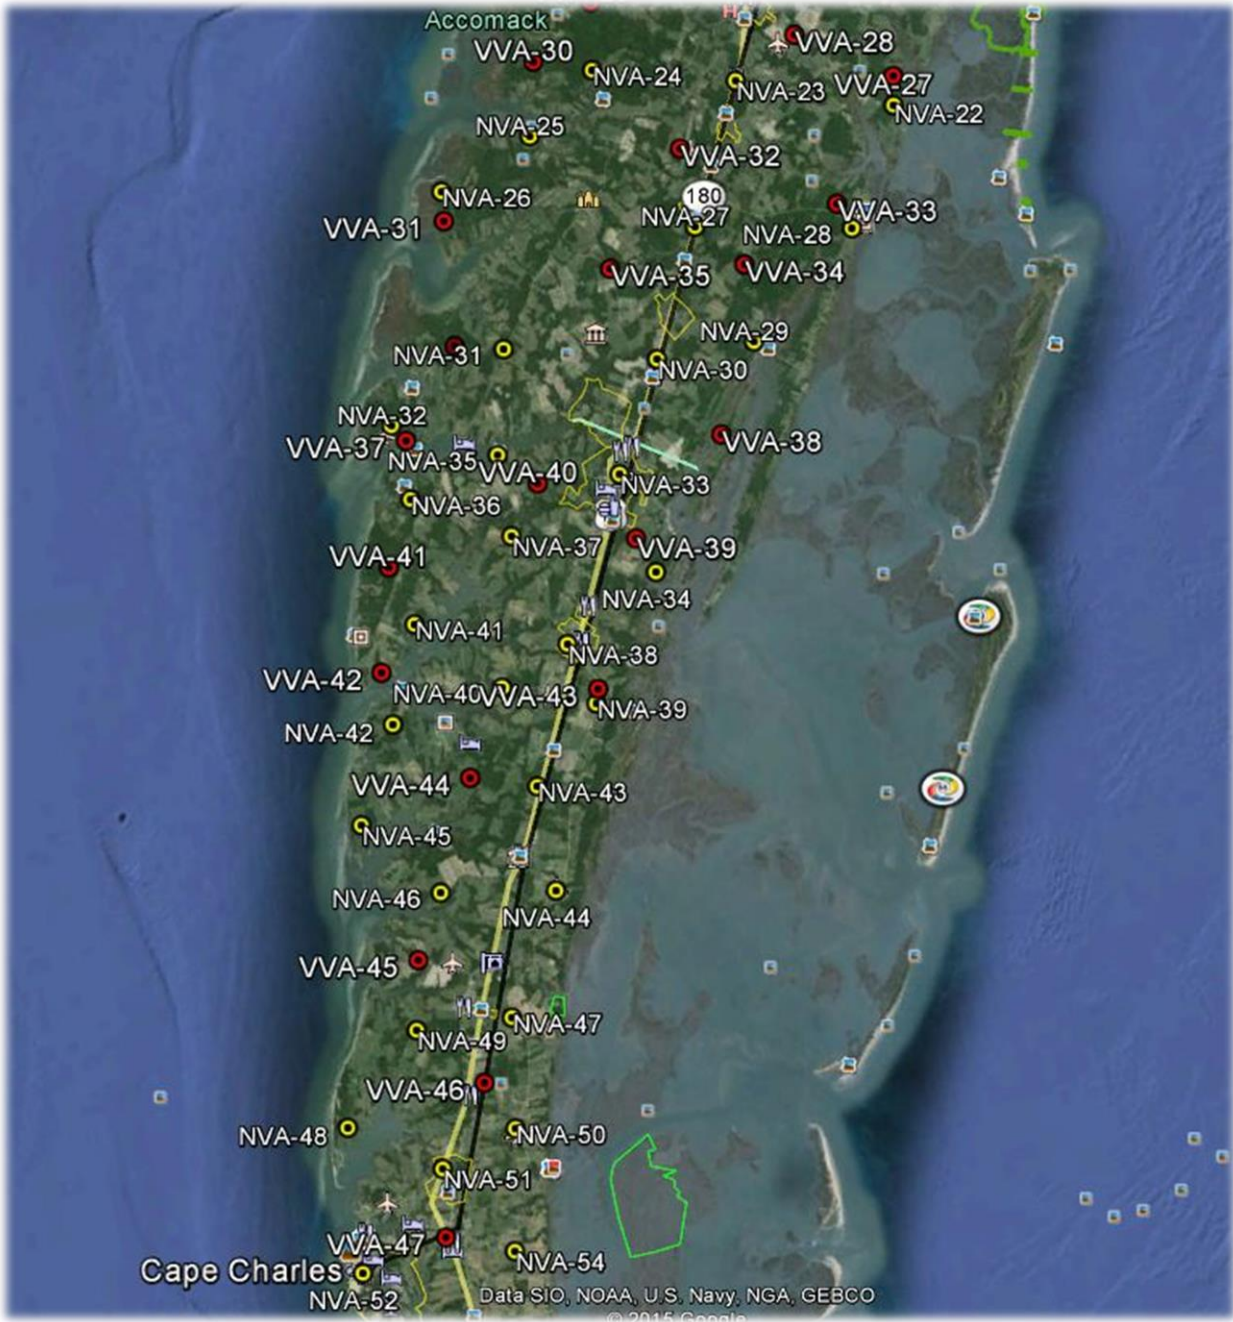 Accomack
VVA-30
VVA-28
NVA-24
NVA-23
VVA-27
NVA-22
NVA-25
VVA-32
NVA-26
180
NVA-27
VVA-33
VVA-31
NVA-28
VVA-35
VVA-34
NVA-29
NVA-31
NVA-30
NVA-32
VVA-37
VVA-38
NVA-35
VVA-40
NVA-33
NVA-36
NVA-37
VVA-39
VVA-41
NVA-34
NVA-41
NVA-38
VVA-42
NVA-40
VVA-43
NVA-39
NVA-42
VVA-44
NVA-43
NVA-45
NVA-46
NVA-44
VVA-45
NVA-47
NVA-49
VVA-46
NVA-48
NVA-50
NVA-51
VVA-47
NVA-54
Cape Charles
NVA-52
Data SIO, NOAA, U.S. Navy, NGA, GEBCO
© 2015 Google